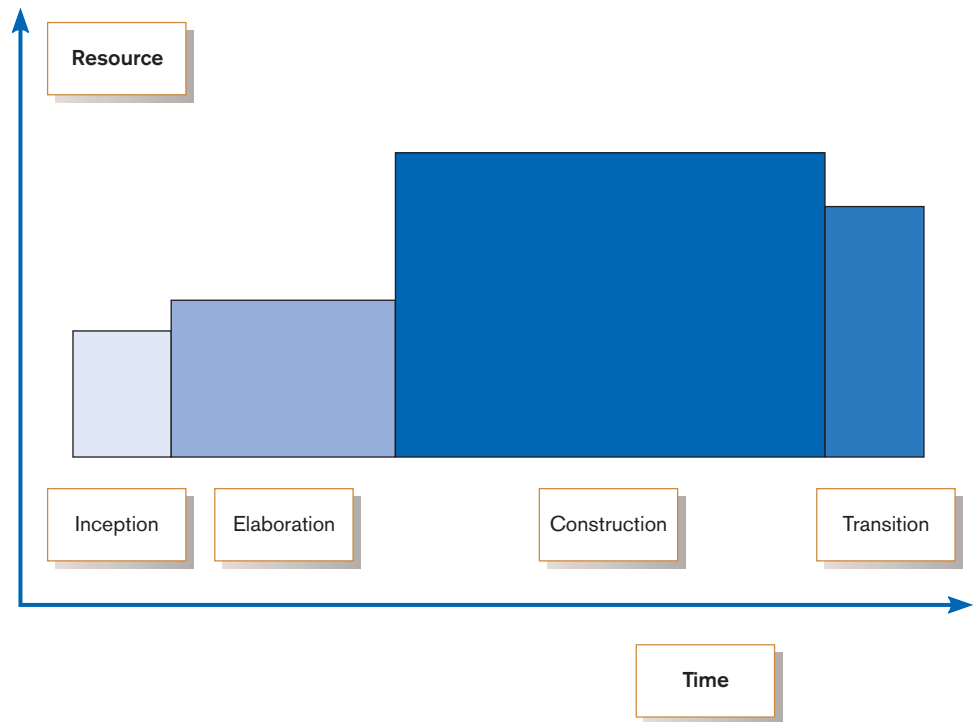 Resource
Inception
Elaboration
Construction
Transition
Time